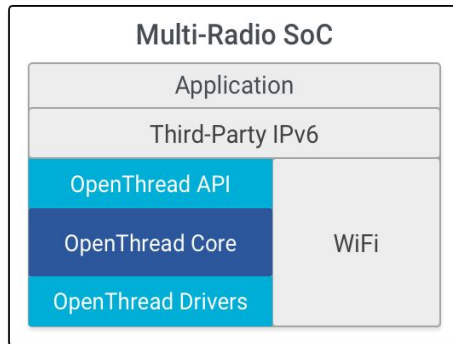 Multi-Radio SoC
Application
Third-Party IPv6
OpenThread API
OpenThread Core
WiFi
OpenThread Drivers